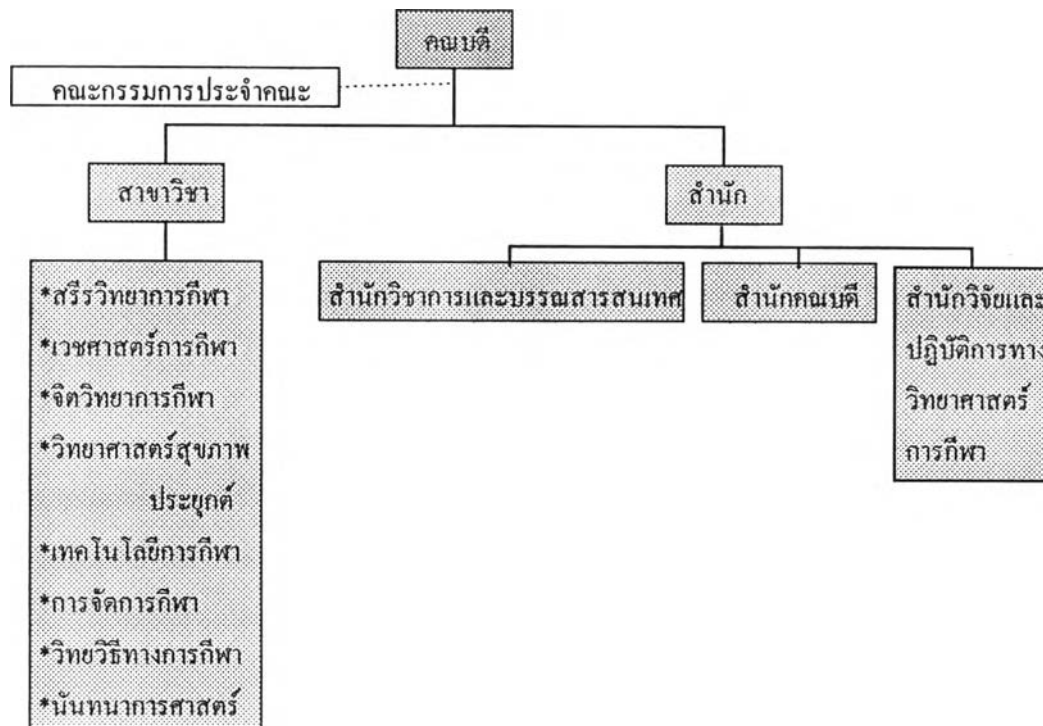 คณบดี
คณะกรรมการประจำคณะ
สาขาวิชา
สำนัก
*สรีรวิทยาการกีฬา
*เวชศาสตร์การกีฬา
*จิตวิทยาการกีฬา
*วิทยาศาสตร์สุขภาพ
ประยุกต์
*เทคโนโลยีการกีฬา
*การจัดการกีฬา
*วิทยวิธีทางการกีฬา
*นันทนาการศาสตร์
สำนักวิชาการและบรรณสารสนเทศ
สำนักคณบดี
สำนักวิจัยและ
ปฏิบัติการทาง
วิทยาศาสตร์
การกีฬา